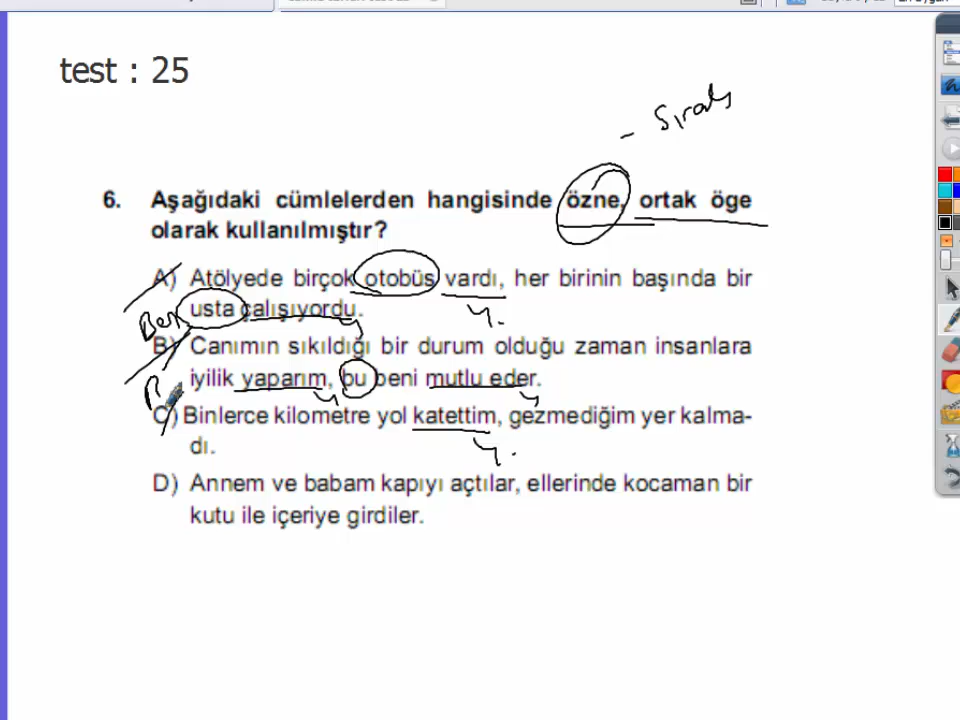 test : 25
- Sıralı
6. Aşağıdaki cümlelerden hangisinde özne, ortak öge
olarak kullanılmıştır?
A) Atölyede birçok otobüs vardı, her birinin başında bir
usta çalışıyordu.
y.
Ben
y
B) Canımın sıkıldığı bir durum olduğu zaman insanlara
iyilik yaparım, bu beni mutlu eder.
y y
C) Binlerce kilometre yol katettim, gezmediğim yer kalma-
dı.
y.
D) Annem ve babam kapıyı açtılar, ellerinde kocaman bir
kutu ile içeriye girdiler.